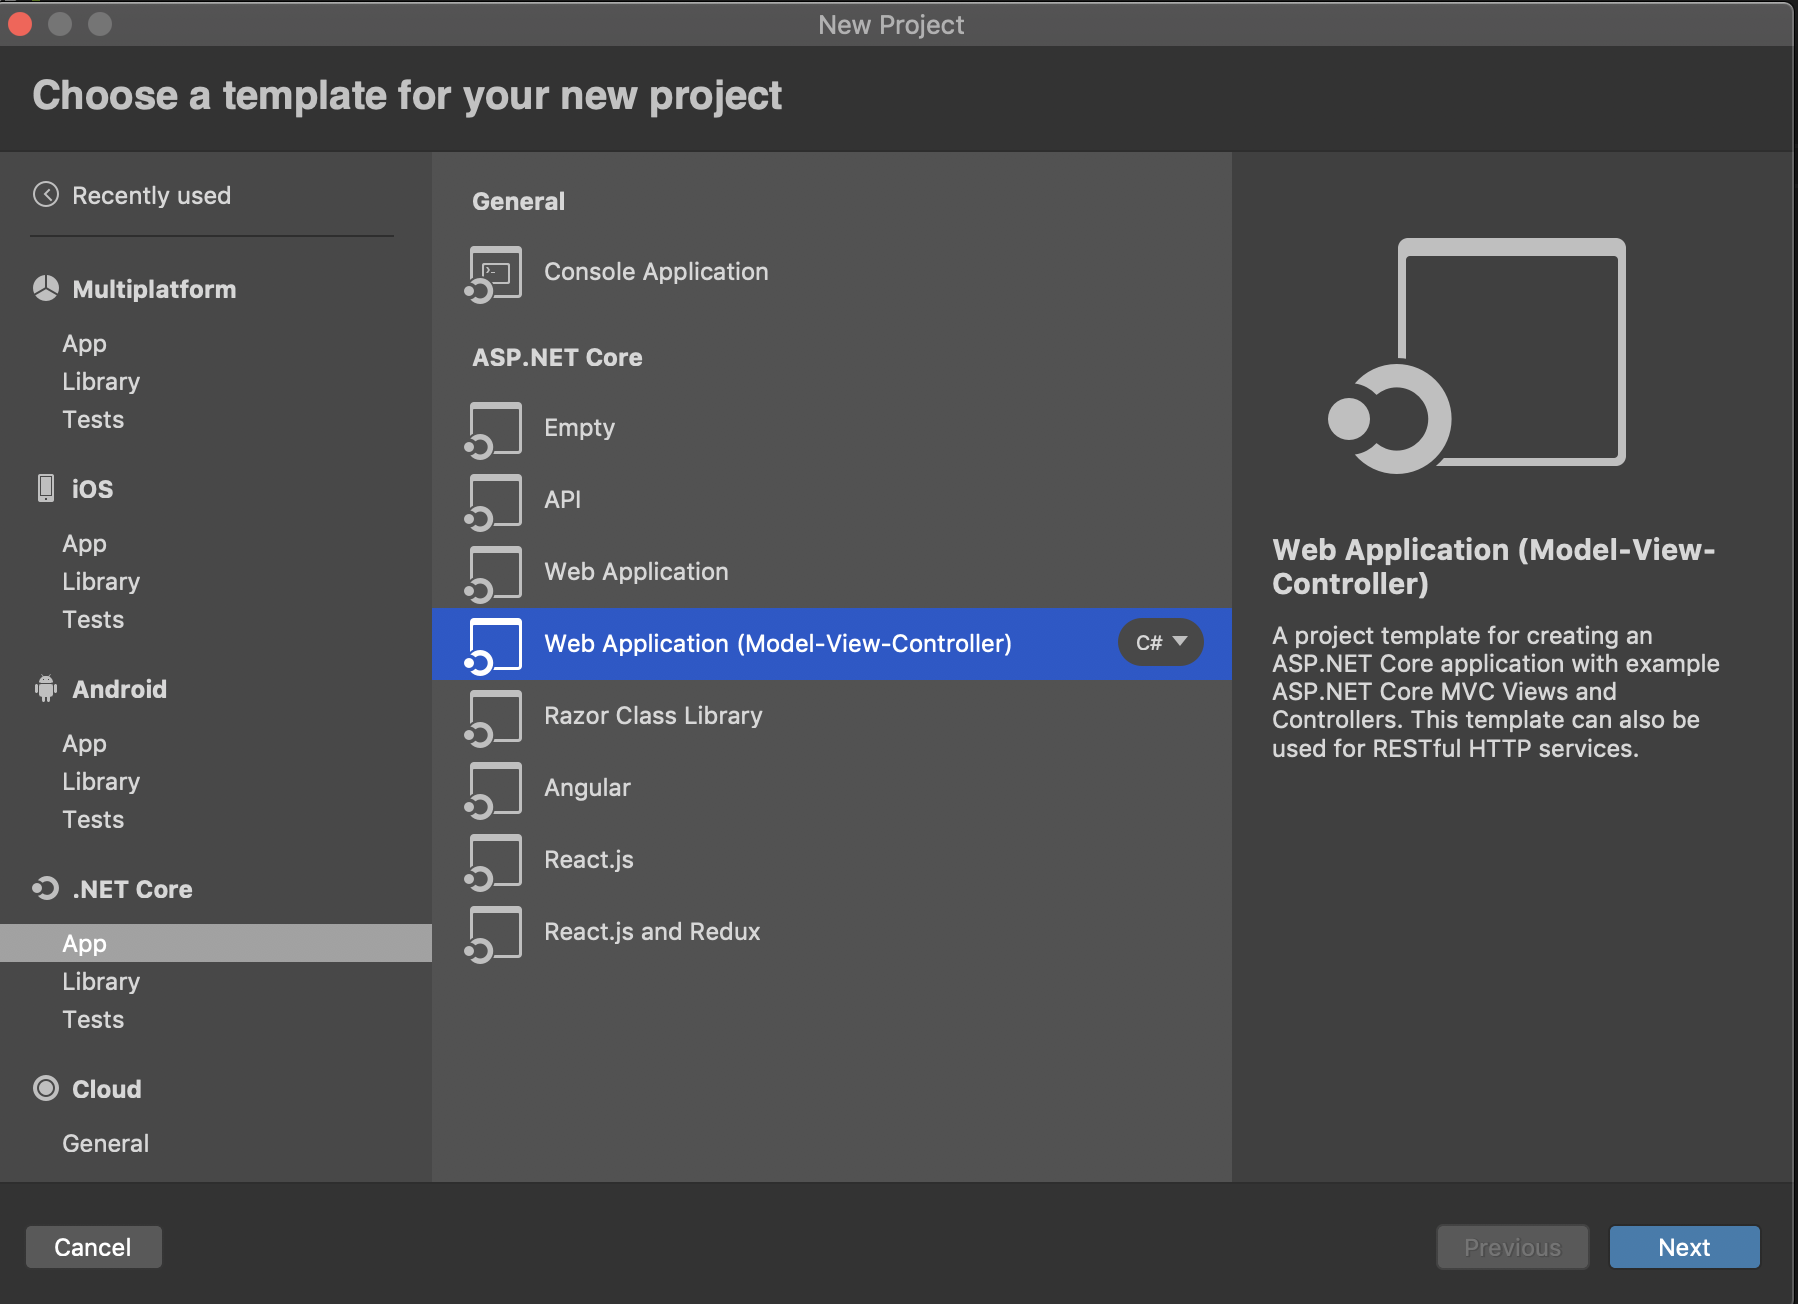 New Project
Choose a template for your new project
Recently used
Multiplatform
App
Library
Tests
iOS
App
Library
Tests
Android
App
Library
Tests
.NET Core
App
Library
Tests
Cloud
General
General
Console Application
ASP.NET Core
Empty
API
Web Application
Web Application (Model-View-Controller)
C#
Razor Class Library
Angular
React.js
React.js and Redux
Web Application (Model-View-
Controller)
A project template for creating an
ASP.NET Core application with example
ASP.NET Core MVC Views and
Controllers. This template can also be
used for RESTful HTTP services.
Cancel
Previous
Next